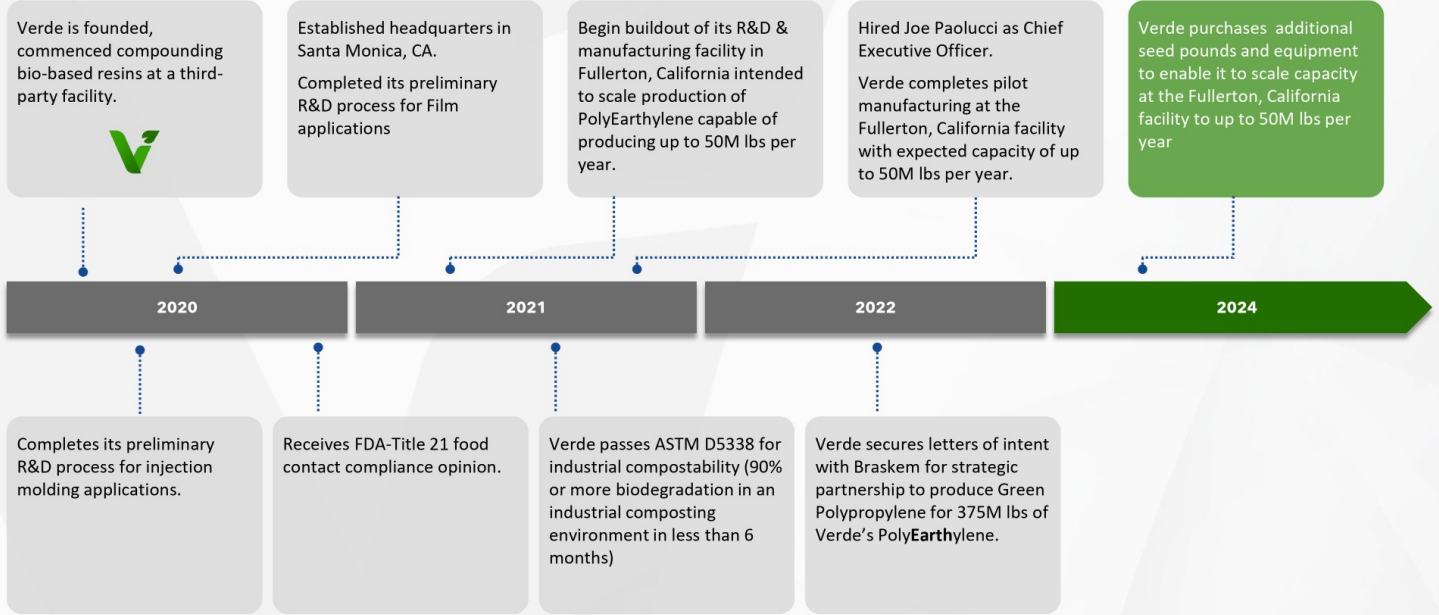 Verde is founded,
commenced compounding
bio-based resins at a third-
party facility.
Established headquarters in
Santa Monica, CA.
Completed its preliminary
R&D process for Film
applications
Begin buildout of its R&D &
manufacturing facility in
Fullerton, California intended
to scale production of
PolyEarthylene capable of
producing up to 50M lbs per
year.
Hired Joe Paolucci as Chief
Executive Officer.
Verde completes pilot
manufacturing at the
Fullerton, California facility
with expected capacity of up
to 50M lbs per year.
Verde purchases additional
seed pounds and equipment
to enable it to scale capacity
at the Fullerton, California
facility to up to 50M lbs per
year
2020
2021
2022
2024
Completes its preliminary
R&D process for injection
molding applications.
Receives FDA-Title 21 food
contact compliance opinion.
Verde passes ASTM D5338 for
industrial compostability (90%
or more biodegradation in an
industrial composting
environment in less than 6
months)
Verde secures letters of intent
with Braskem for strategic
partnership to produce Green
Polypropylene for 375M lbs of
Verde’s PolyEarthylene.